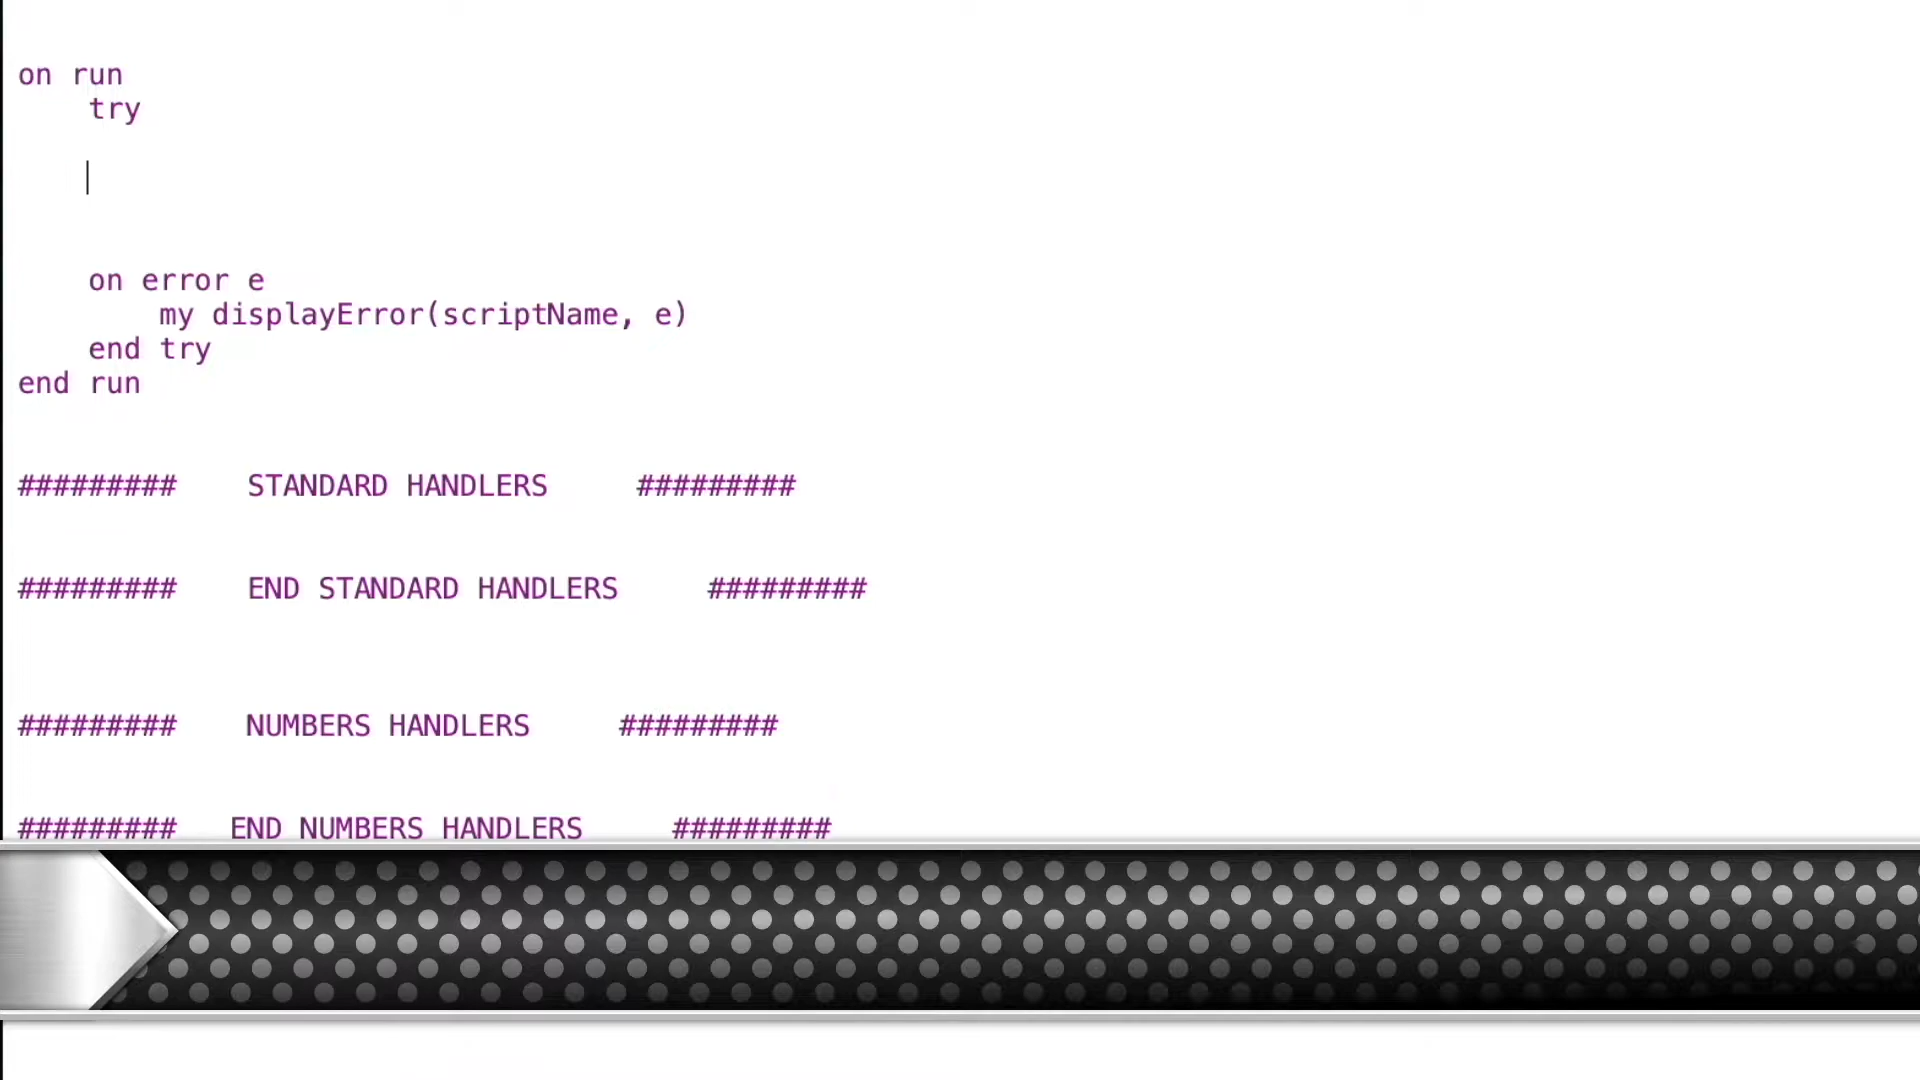 on run
try
on error e
my displayError(scriptName, e)
end try
end run
######### STANDARD HANDLERS #########
######### END STANDARD HANDLERS #########
######### NUMBERS HANDLERS #########
######### END NUMBERS HANDLERS #########